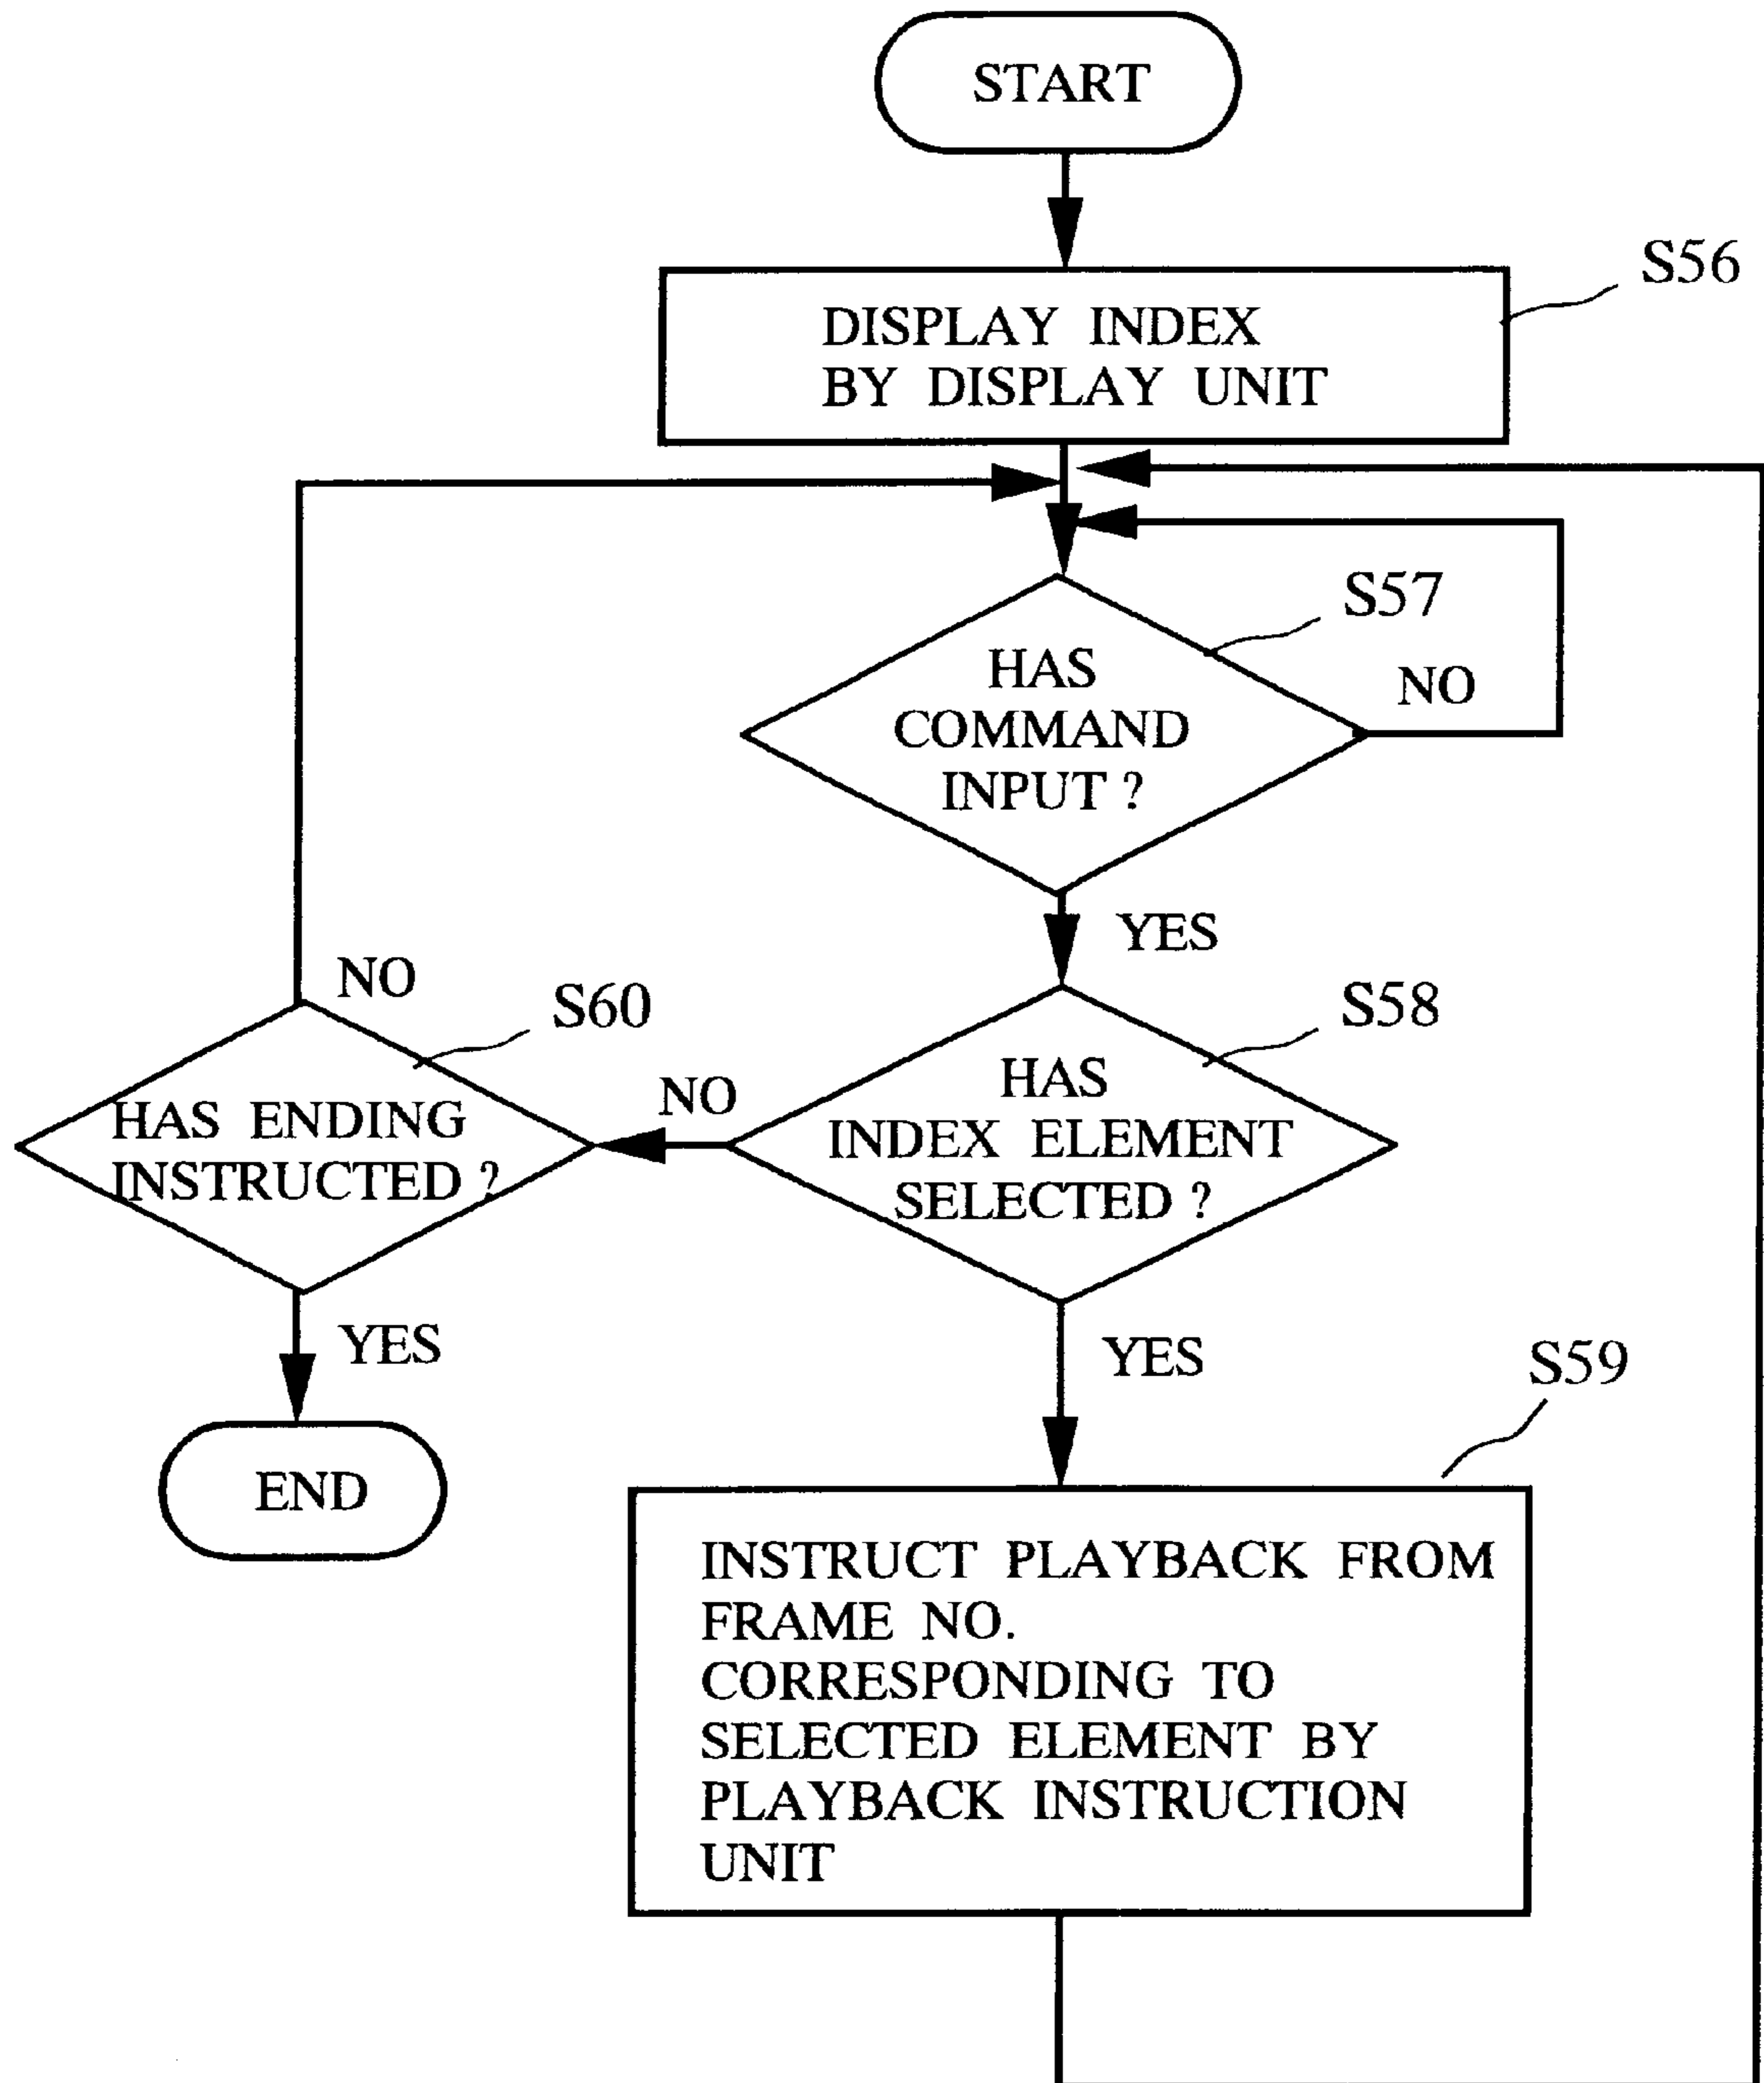 START
S56
DISPLAY INDEX
BY DISPLAY UNIT
S57
HAS
COMMAND
INPUT ?
NO
YES
S58
HAS
INDEX ELEMENT
SELECTED ?
NO
S60
NO
HAS ENDING
INSTRUCTED ?
YES
END
YES
S59
INSTRUCT PLAYBACK FROM
FRAME NO.
CORRESPONDING TO
SELECTED ELEMENT BY
PLAYBACK INSTRUCTION
UNIT